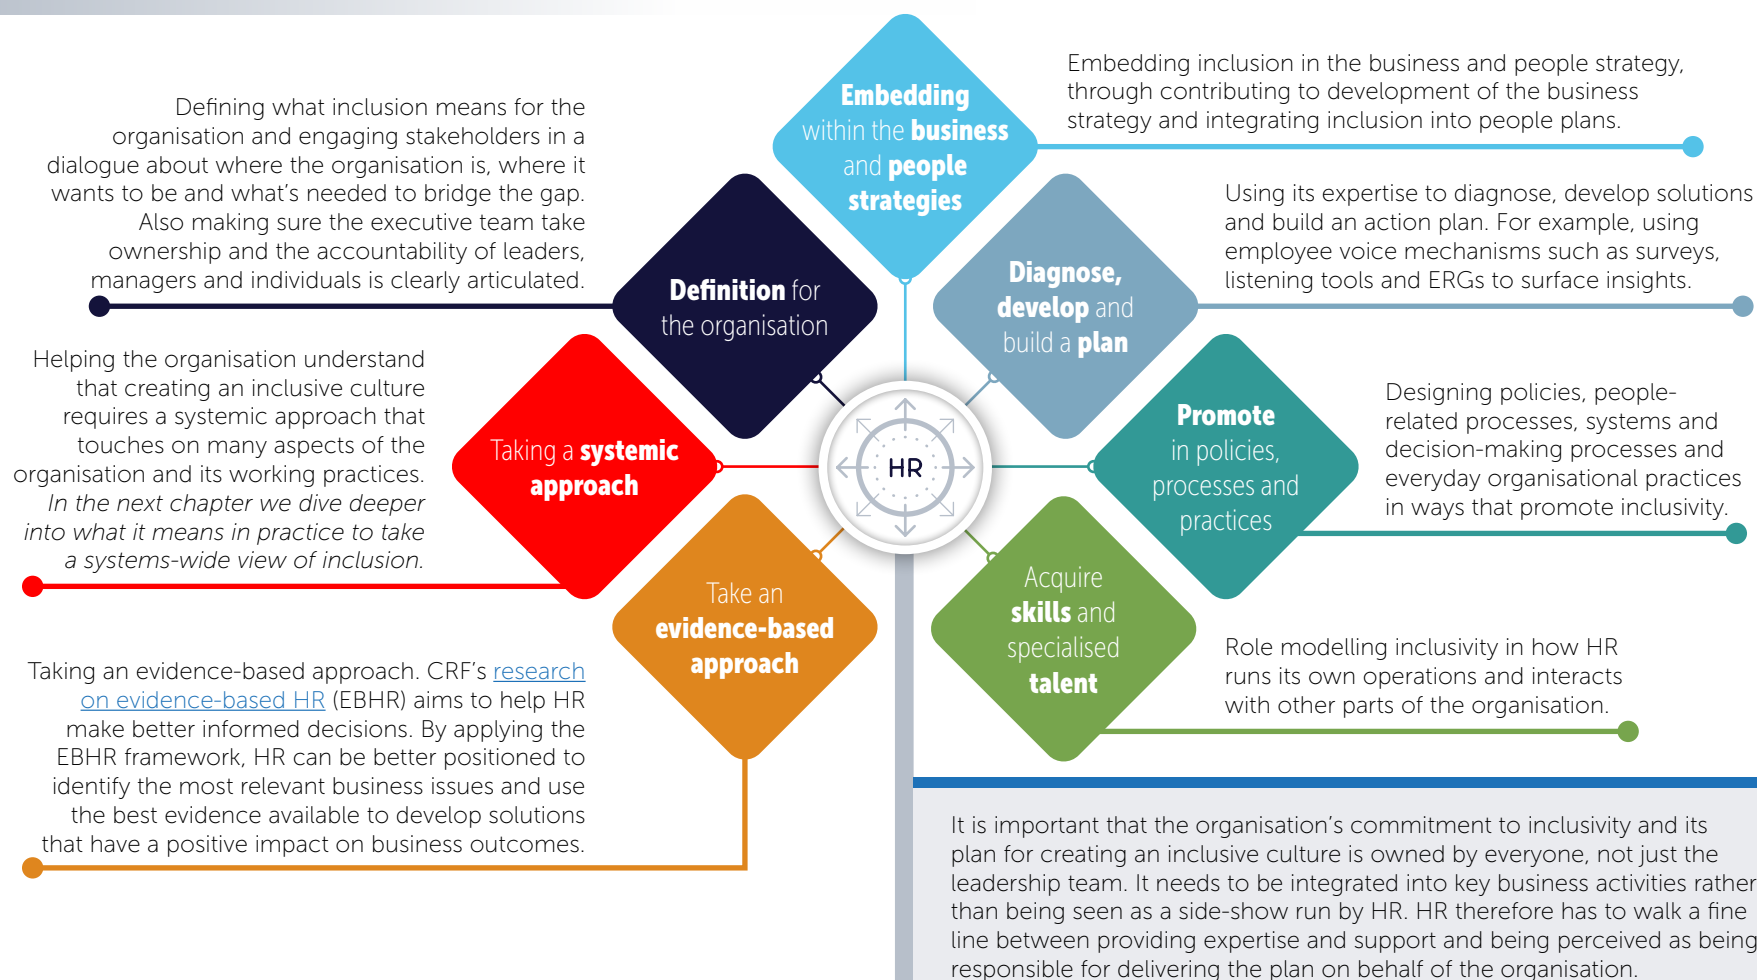 Embedding
within the business
and people
strategies
Embedding inclusion in the business and people strategy,
through contributing to development of the business
strategy and integrating inclusion into people plans.
Defining what inclusion means for the
organisation and engaging stakeholders in a
dialogue about where the organisation is, where it
wants to be and what's needed to bridge the gap.
Also making sure the executive team take
ownership and the accountability of leaders,
managers and individuals is clearly articulated.
Definition for
the organisation
Diagnose,
develop and
build a plan
Using its expertise to diagnose, develop solutions
and build an action plan. For example, using
employee voice mechanisms such as surveys,
listening tools and ERGs to surface insights.
Helping the organisation understand
that creating an inclusive culture
requires a systemic approach that
touches on many aspects of the
organisation and its working practices.
In the next chapter we dive deeper
into what it means in practice to take
a systems-wide view of inclusion.
Taking a systemic
approach
HR
Promote
in policies,
processes and
practices
Designing policies, people-
related processes, systems and
decision-making processes and
everyday organisational practices
in ways that promote inclusivity.
Take an
evidence-based
approach
Taking an evidence-based approach. CRF's research
on evidence-based HR (EBHR) aims to help HR
make better informed decisions. By applying the
EBHR framework, HR can be better positioned to
identify the most relevant business issues and use
the best evidence available to develop solutions
that have a positive impact on business outcomes.
Acquire
skills and
specialised
talent
Role modelling inclusivity in how HR
runs its own operations and interacts
with other parts of the organisation.
It is important that the organisation's commitment to inclusivity and its
plan for creating an inclusive culture is owned by everyone, not just the
leadership team. It needs to be integrated into key business activities rather
than being seen as a side-show run by HR. HR therefore has to walk a fine
line between providing expertise and support and being perceived as being
responsible for delivering the plan on behalf of the organisation.